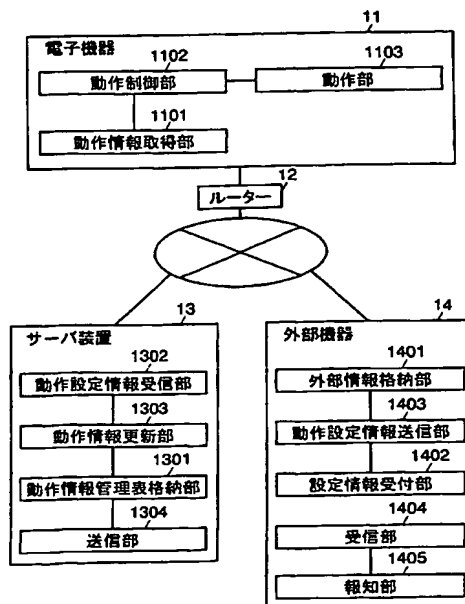 11
電子機器
1102
1103
動作制御部
動作部
1101
動作情報取得部
12
ルーター
13
サーバ装置
1302
動作設定情報受信部
1303
動作情報更新部
1301
動作情報管理表格納部
1304
送信部
14
外部機器
1401
外部情報格納部
1403
動作設定情報送信部
1402
設定情報受付部
1404
受信部
1405
報知部